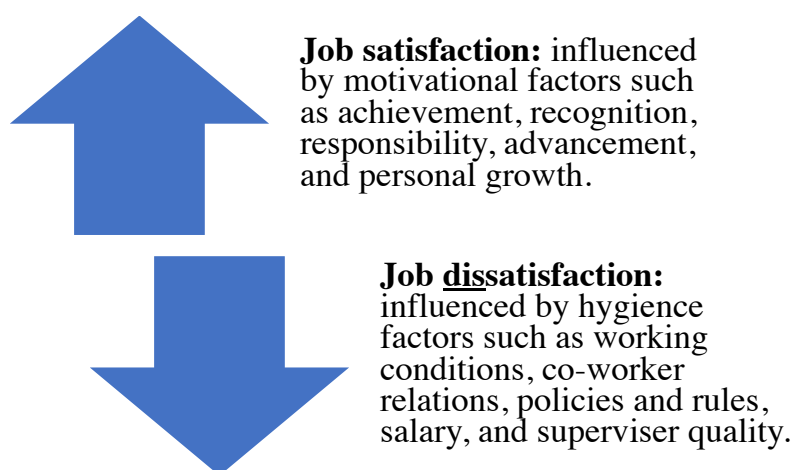 Job satisfaction: influenced
by motivational factors such
as achievement, recognition,
responsibility, advancement,
and personal growth.
Job dissatisfaction:
influenced by hygience
factors such as working
conditions, co-worker
relations, policies and rules,
salary, and superviser quality.